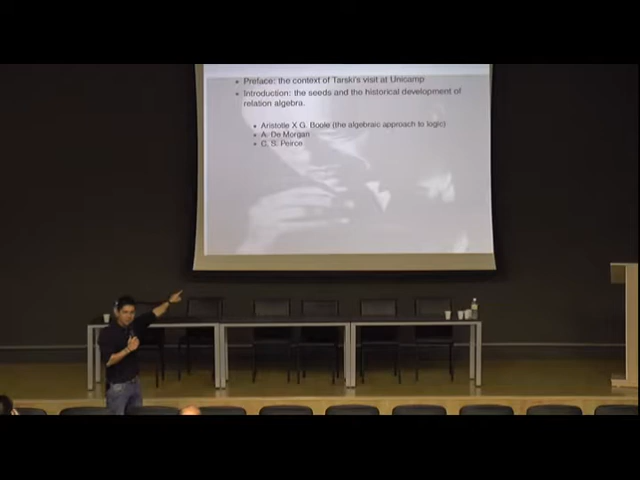 • Preface: the context of Tarski's visit at Unicamp
• Introduction: the seeds and the historical development of
relation algebra.
• Aristotle X G. Boole (the algebraic approach to logic)
• A. De Morgan
• C. S. Peirce